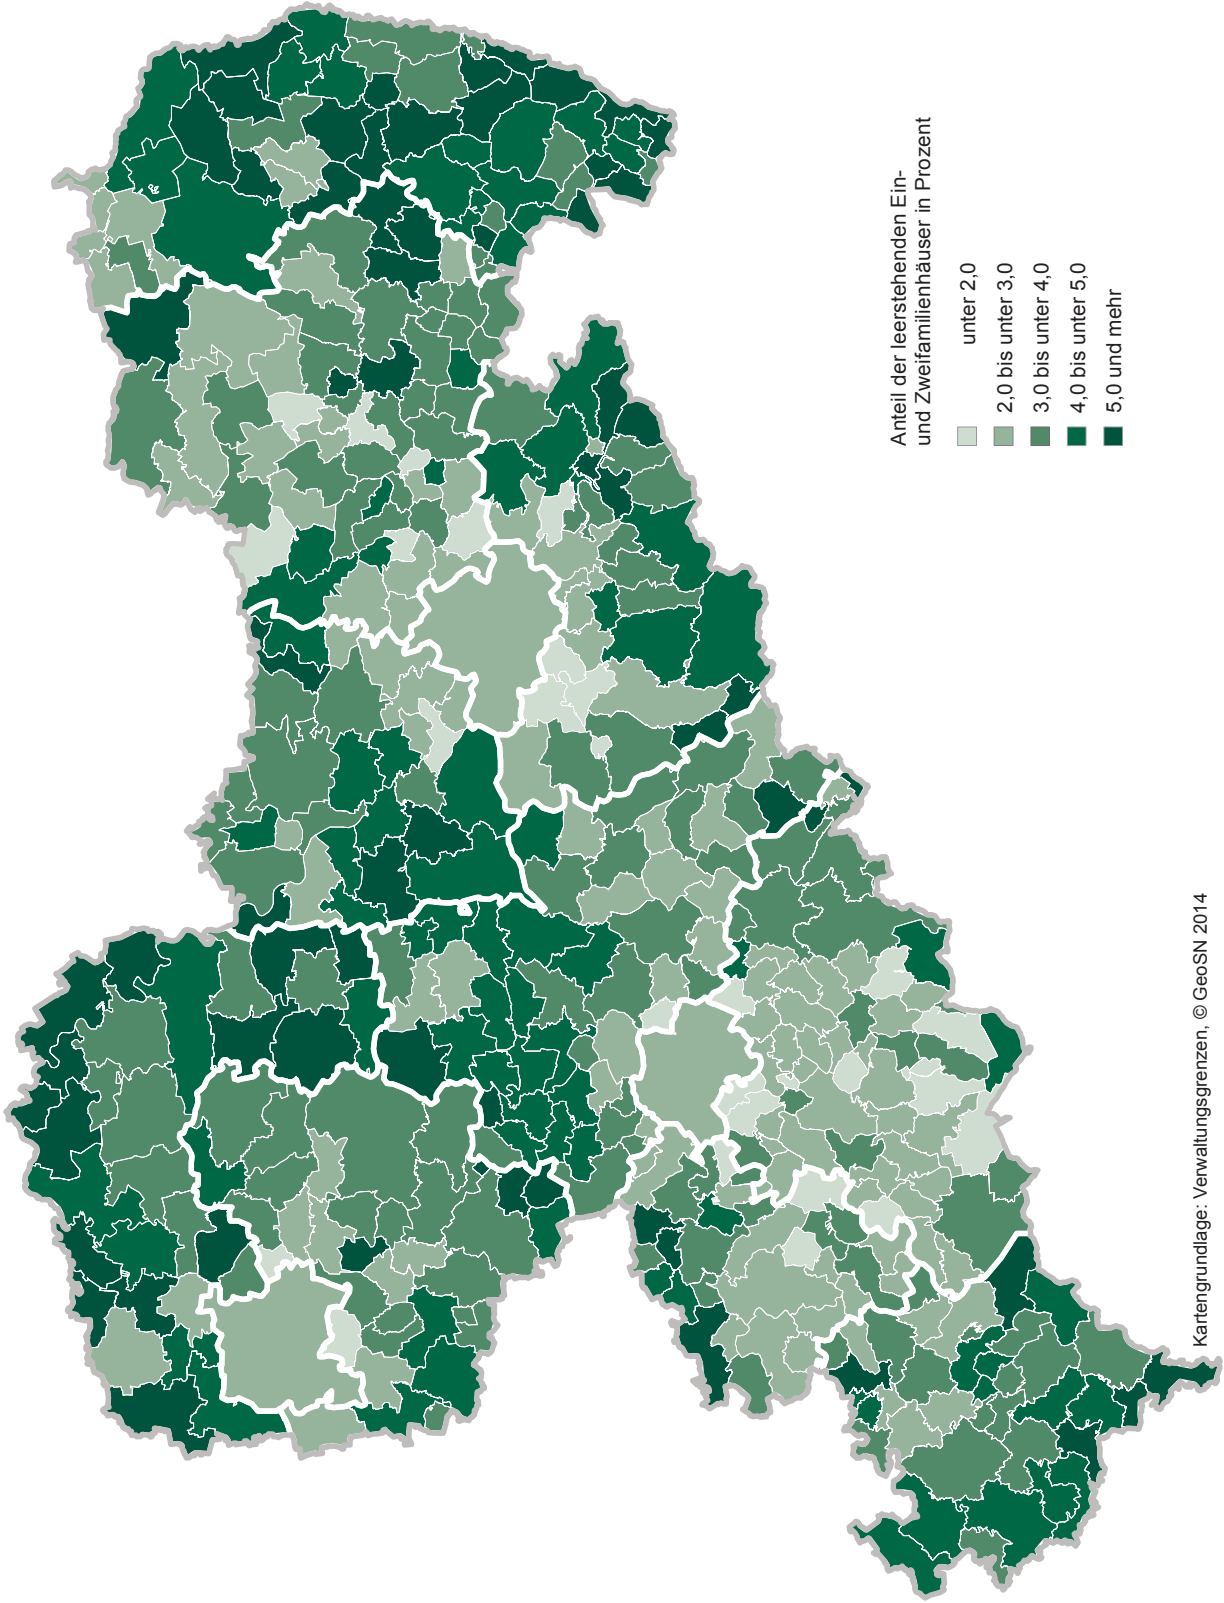 Anteil der leerstehenden Ein-
und Zweifamilienhäuser in Prozent
unter 2,0
2,0 bis unter 3,0
3,0 bis unter 4,0
4,0 bis unter 5,0
5,0 und mehr
Kartengrundlage: Verwaltungsgrenzen, © GeoSN 2014